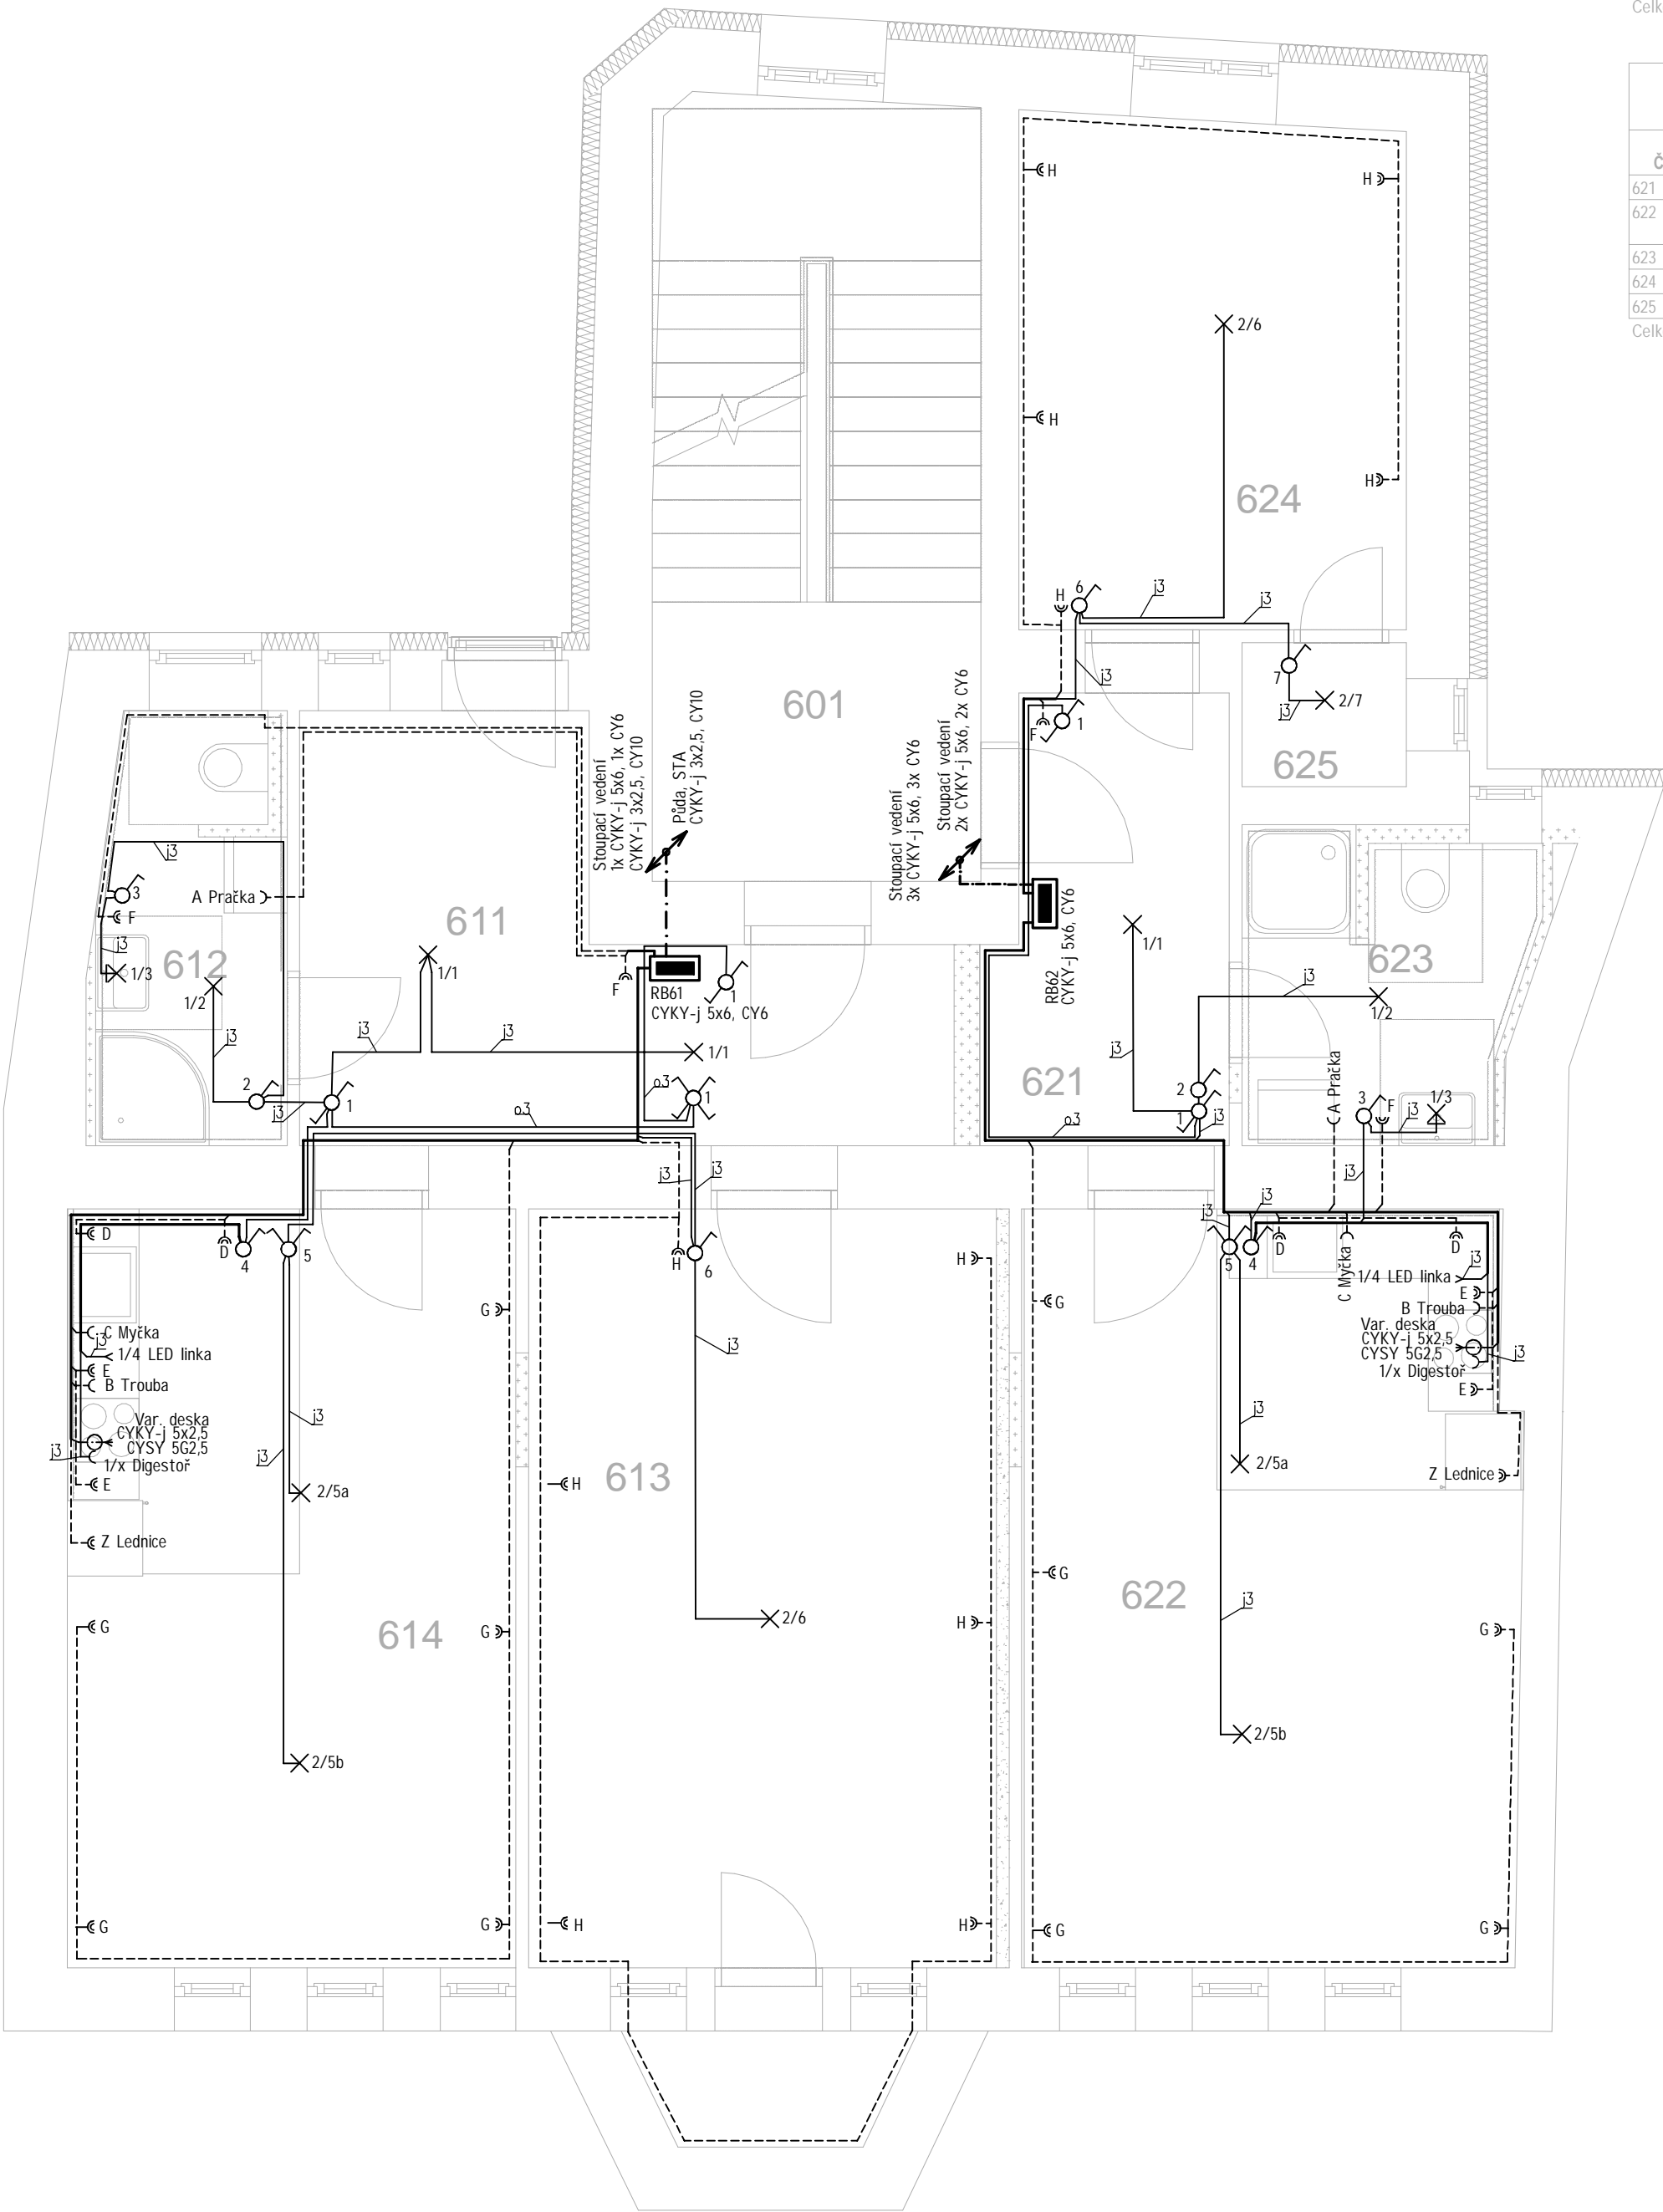 Celk
Č
621
622
623
624
625
Celk
H
H
H
H
2/6
624
6
H
j3
j3
7
j3
2/7
j3
625
F
1
601
Stoupací vedení
1x CYKY-j 5x6, 1x CY6
CYKY-j 3x2,5, CY10
Půda, STA
CYKY-j 3x2,5, CY10
Stoupací vedení
3x CYKY-j 5x6, 3x CY6
Stoupací vedení
2x CYKY-j 5x6, 2x CY6
j3
3
A Pračka
F
j3
1/3
612
1/2
j3
2
j3
1
611
1/1
j3
j3
F
RB61
CYKY-j 5x6, CY6
1
1/1
o3
1
o3
RB62
CYKY-j 5x6, CY6
1/1
j3
621
2
1
j3
o3
623
j3
1/2
A Pračka
3
F
j3
1/3
j3
D
D
4
5
j3
j3
H
6
j3
G
C Myčka
j3
1/4 LED linka
E
B Trouba
Var. deska
CYKY-j 5x2,5
CYSY 5G2,5
j3
1/x Digestoř
E
Z Lednice
j3
j3
2/5a
G
G
614
2/5b
G
G
H
H
613
2/6
H
H
H
j3
j3
5
4
D
C Myčka
D
j3
1/4 LED linka
E
B Trouba
Var. deska
CYKY-j 5x2,5
CYSY 5G2,5
1/x Digestoř
j3
E
Z Lednice
G
j3
2/5a
G
622
j3
G
2/5b
G
G